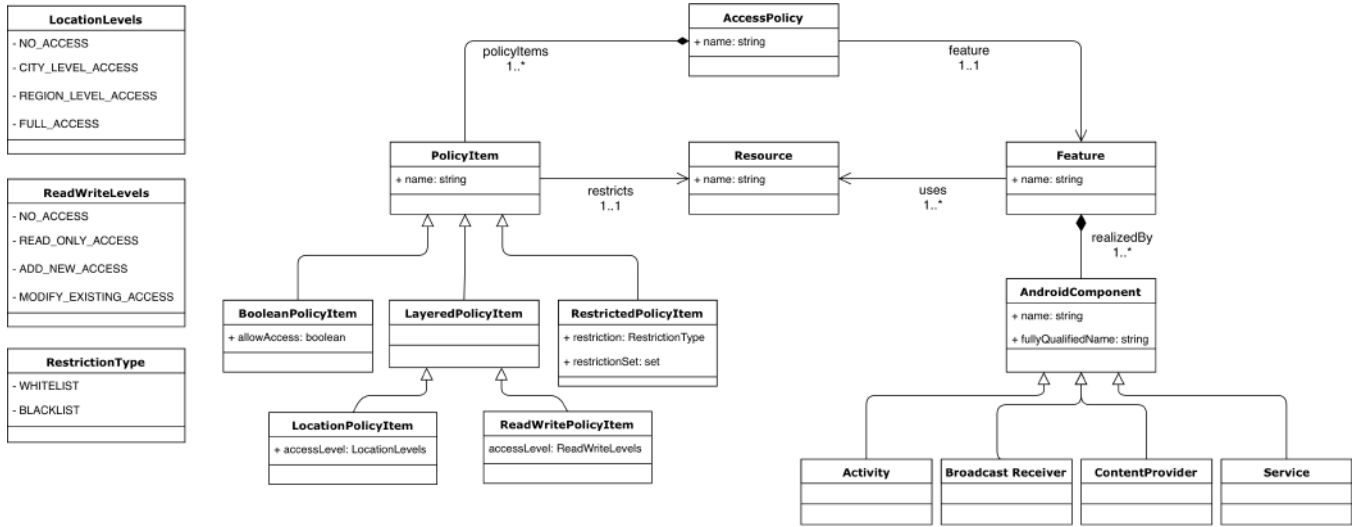 LocationLevels
- NO_ACCESS
- CITY_LEVEL_ACCESS
- REGION_LEVEL_ACCESS
- FULL_ACCESS
ReadWriteLevels
- NO_ACCESS
- READ_ONLY_ACCESS
- ADD_NEW_ACCESS
- MODIFY_EXISTING_ACCESS
RestrictionType
- WHITELIST
- BLACKLIST
AccessPolicy
+ name: string
policyItems
1..*
feature
1..1
PolicyItem
+ name: string
restricts
1..1
Resource
+ name: string
uses
1..*
Feature
+ name: string
realizedBy
1..*
BooleanPolicyItem
+ allowAccess: boolean
LayeredPolicyItem
RestrictedPolicyItem
+ restriction: RestrictionType
+ restrictionSet: set
LocationPolicyItem
+ accessLevel: LocationLevels
ReadWritePolicyItem
accessLevel: ReadWriteLevels
AndroidComponent
+ name: string
+ fullyQualifiedName: string
Activity
Broadcast Receiver
ContentProvider
Service